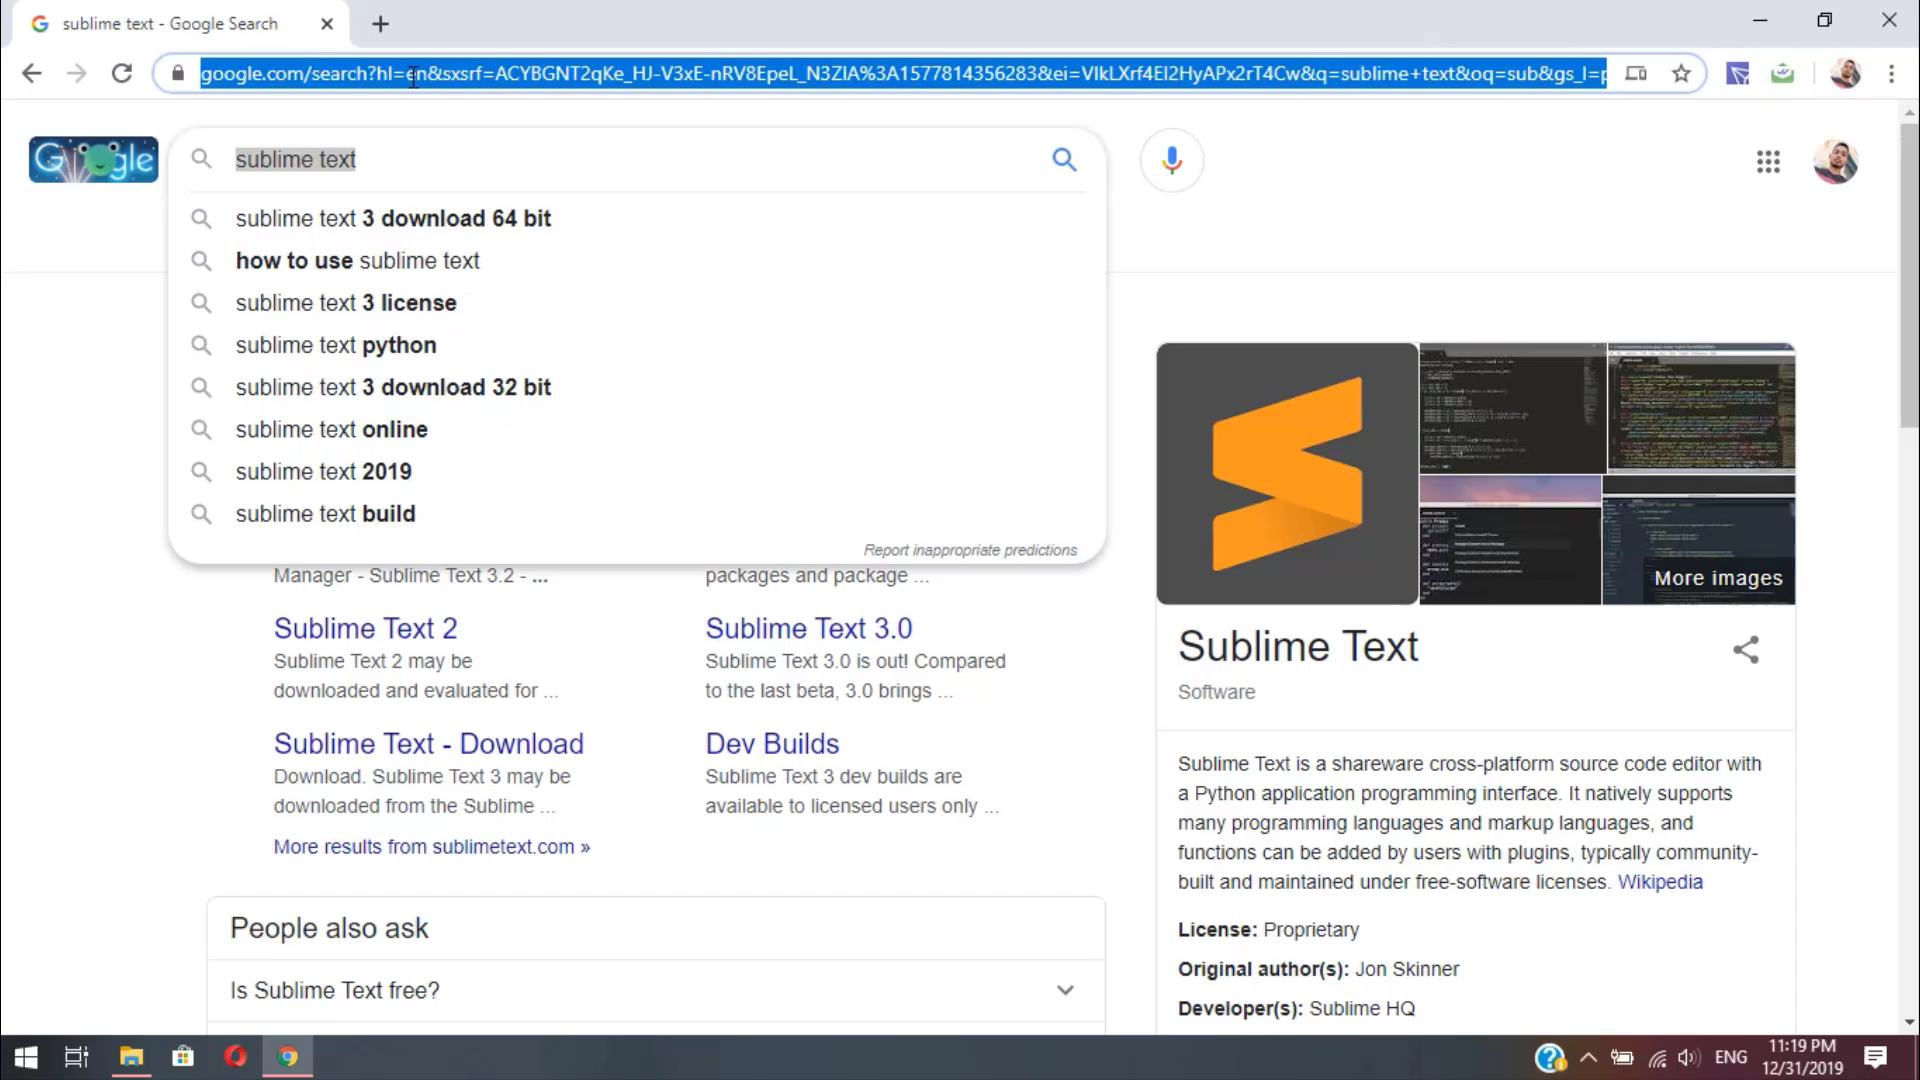 sublime text - Google Search
google.com/search?hl=en&sxsrf=ACYBGNT2qKe_HJ-V3xE-nRV8EpeL_N3ZlA%3A1577814356283&ei=VIkLXrf4EI2HyAPx2rT4Cw&q=sublime+text&oq=sub&gs_l=p
Google
sublime text
sublime text 3 download 64 bit
how to use sublime text
sublime text 3 license
sublime text python
sublime text 3 download 32 bit
sublime text online
sublime text 2019
sublime text build
Report inappropriate predictions
Manager - Sublime Text 3.2 - ...
packages and package ...
Sublime Text 2
Sublime Text 2 may be
downloaded and evaluated for ...
Sublime Text 3.0
Sublime Text 3.0 is out! Compared
to the last beta, 3.0 brings ...
Sublime Text - Download
Download. Sublime Text 3 may be
downloaded from the Sublime ...
Dev Builds
Sublime Text 3 dev builds are
available to licensed users only ...
More results from sublimetext.com »
People also ask
Is Sublime Text free?
More images
Sublime Text
Software
Sublime Text is a shareware cross-platform source code editor with
a Python application programming interface. It natively supports
many programming languages and markup languages, and
functions can be added by users with plugins, typically community-
built and maintained under free-software licenses. Wikipedia
License: Proprietary
Original author(s): Jon Skinner
Developer(s): Sublime HQ
ENG
11:19 PM
12/31/2019